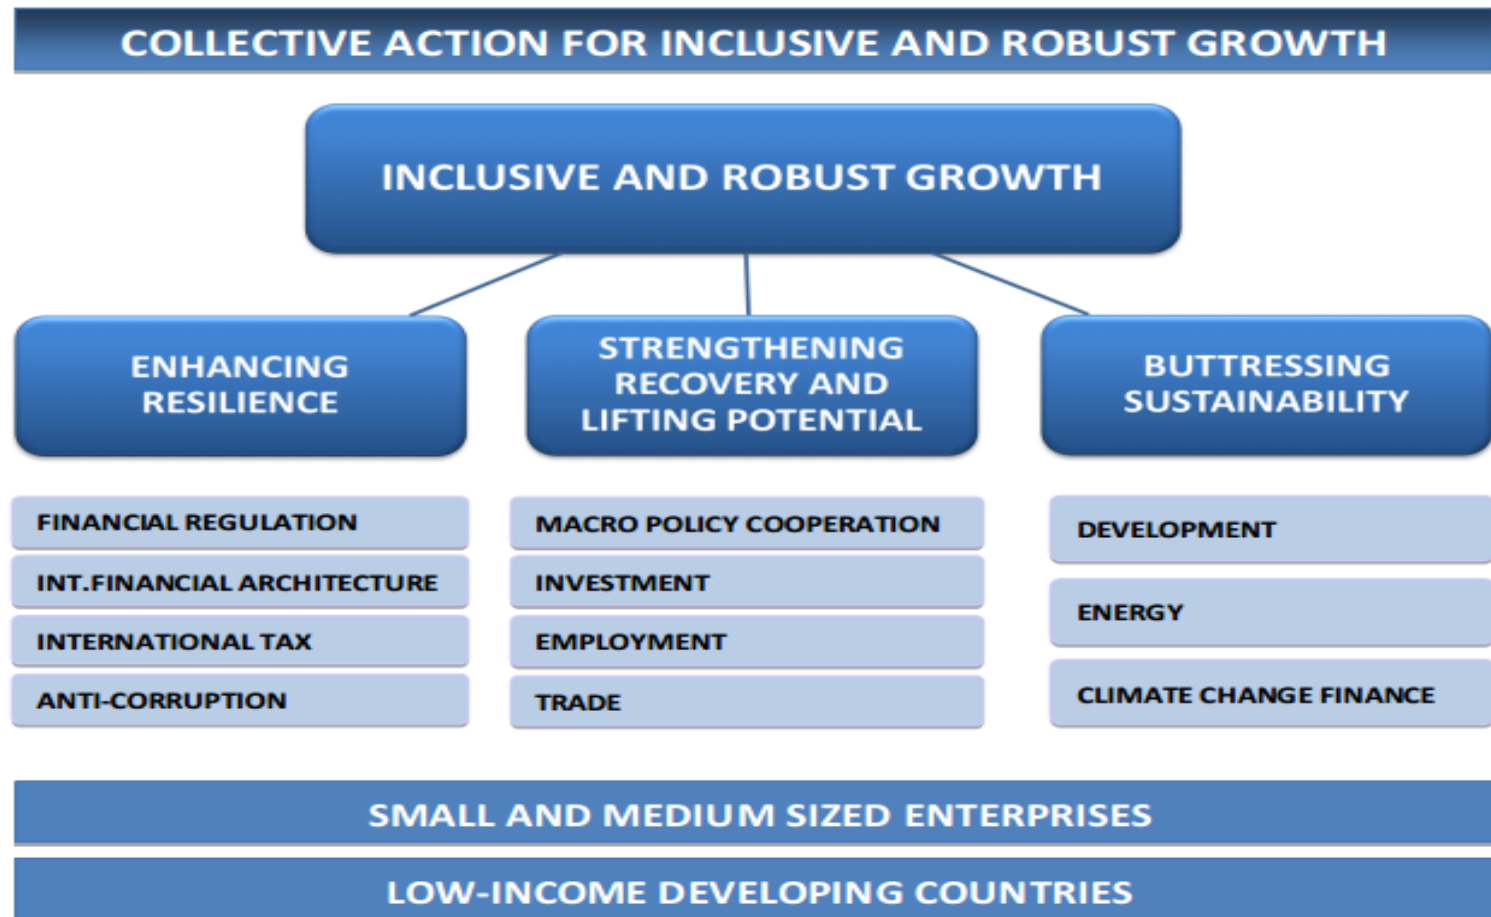 COLLECTIVE ACTION FOR INCLUSIVE AND ROBUST GROWTH
INCLUSIVE AND ROBUST GROWTH
ENHANCING
RESILIENCE
STRENGTHENING
RECOVERY AND
LIFTING POTENTIAL
BUTTRESSING
SUSTAINABILITY
FINANCIAL REGULATION
INT.FINANCIAL ARCHITECTURE
INTERNATIONAL TAX
ANTI-CORRUPTION
MACRO POLICY COOPERATION
INVESTMENT
EMPLOYMENT
TRADE
DEVELOPMENT
ENERGY
CLIMATE CHANGE FINANCE
SMALL AND MEDIUM SIZED ENTERPRISES
LOW-INCOME DEVELOPING COUNTRIES